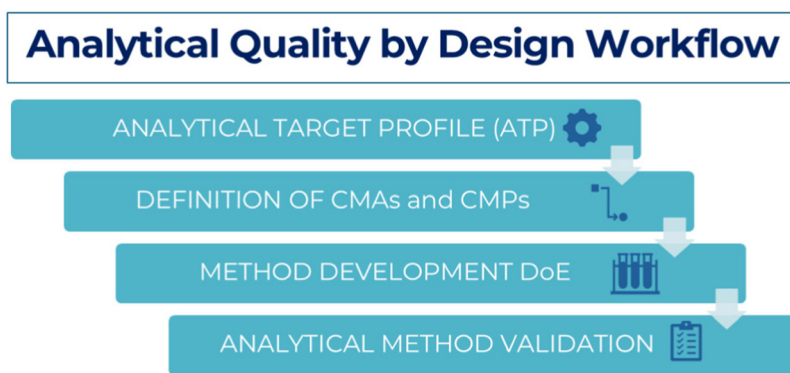 Analytical Quality by Design Workflow
ANALYTICAL TARGET PROFILE (ATP)
DEFINITION OF CMAs and CMPs
METHOD DEVELOPMENT DoE
ANALYTICAL METHOD VALIDATION